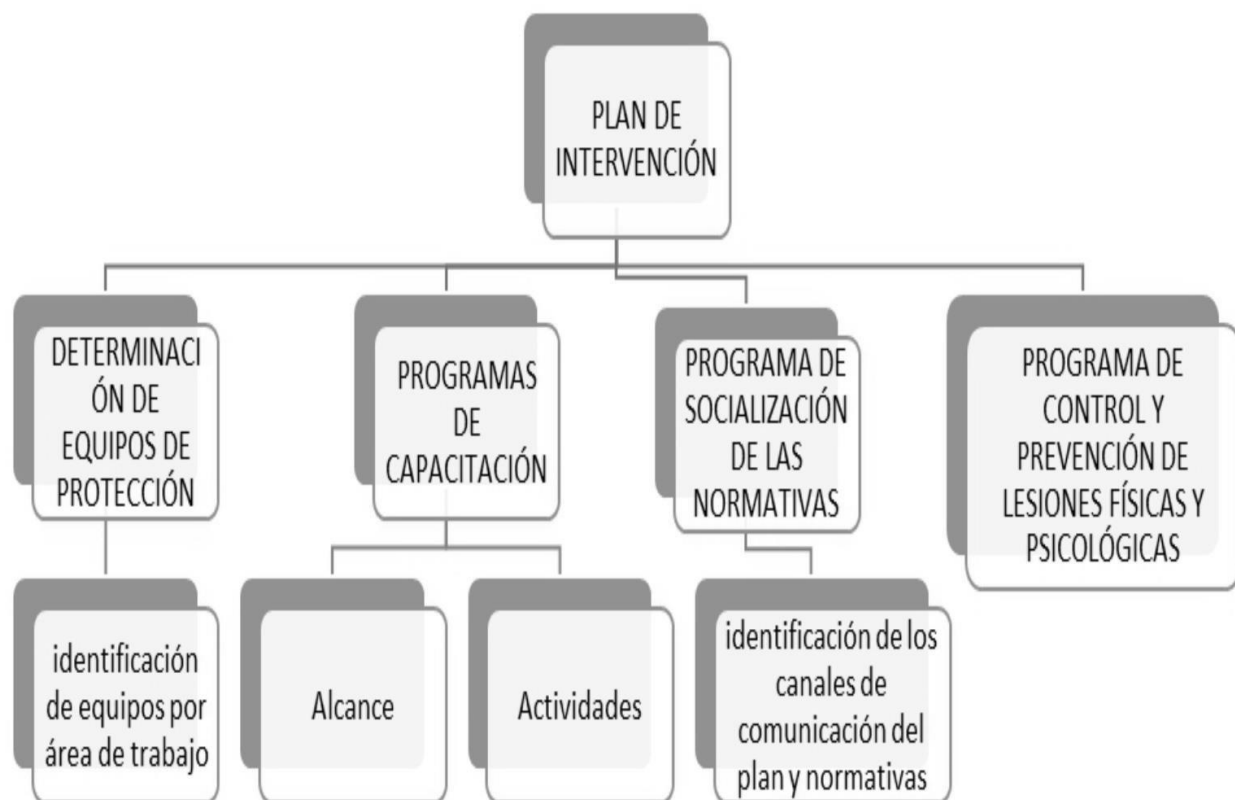 PLAN DE
INTERVENCIÓN
DETERMINACI
ÓN DE
EQUIPOS DE
PROTECCIÓN
PROGRAMAS
DE
CAPACITACIÓN
PROGRAMA DE
SOCIALIZACIÓN
DE LAS
NORMATIVAS
PROGRAMA DE
CONTROL Y
PREVENCIÓN DE
LESIONES FÍSICAS Y
PSICOLÓGICAS
identificación
de equipos por
área de trabajo
Alcance
Actividades
identificación de los
canales de
comunicación del
plan y normativas